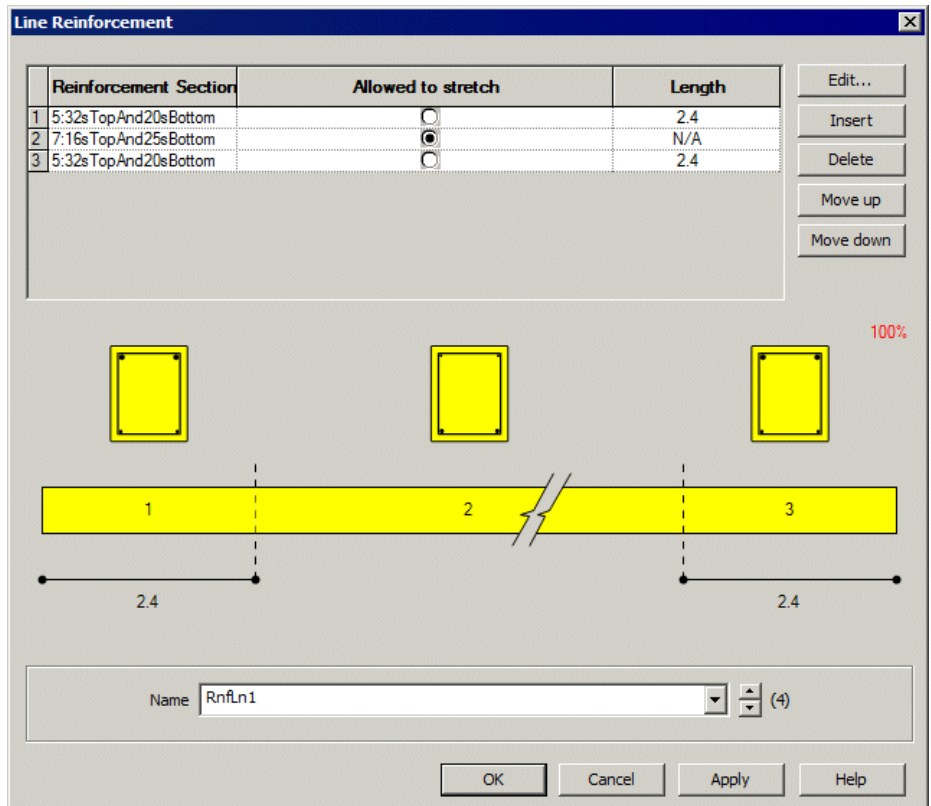 Line Reinforcement
Reinforcement Section Allowed to stretch Length
1 5:32sTopAnd20sBottom 2.4
2 7:16sTopAnd25sBottom N/A
3 5:32sTopAnd20sBottom 2.4
Edit...
Insert
Delete
Move up
Move down
100%
1 2 3
2.4 2.4
Name RnfLn1 (4)
OK Cancel Apply Help